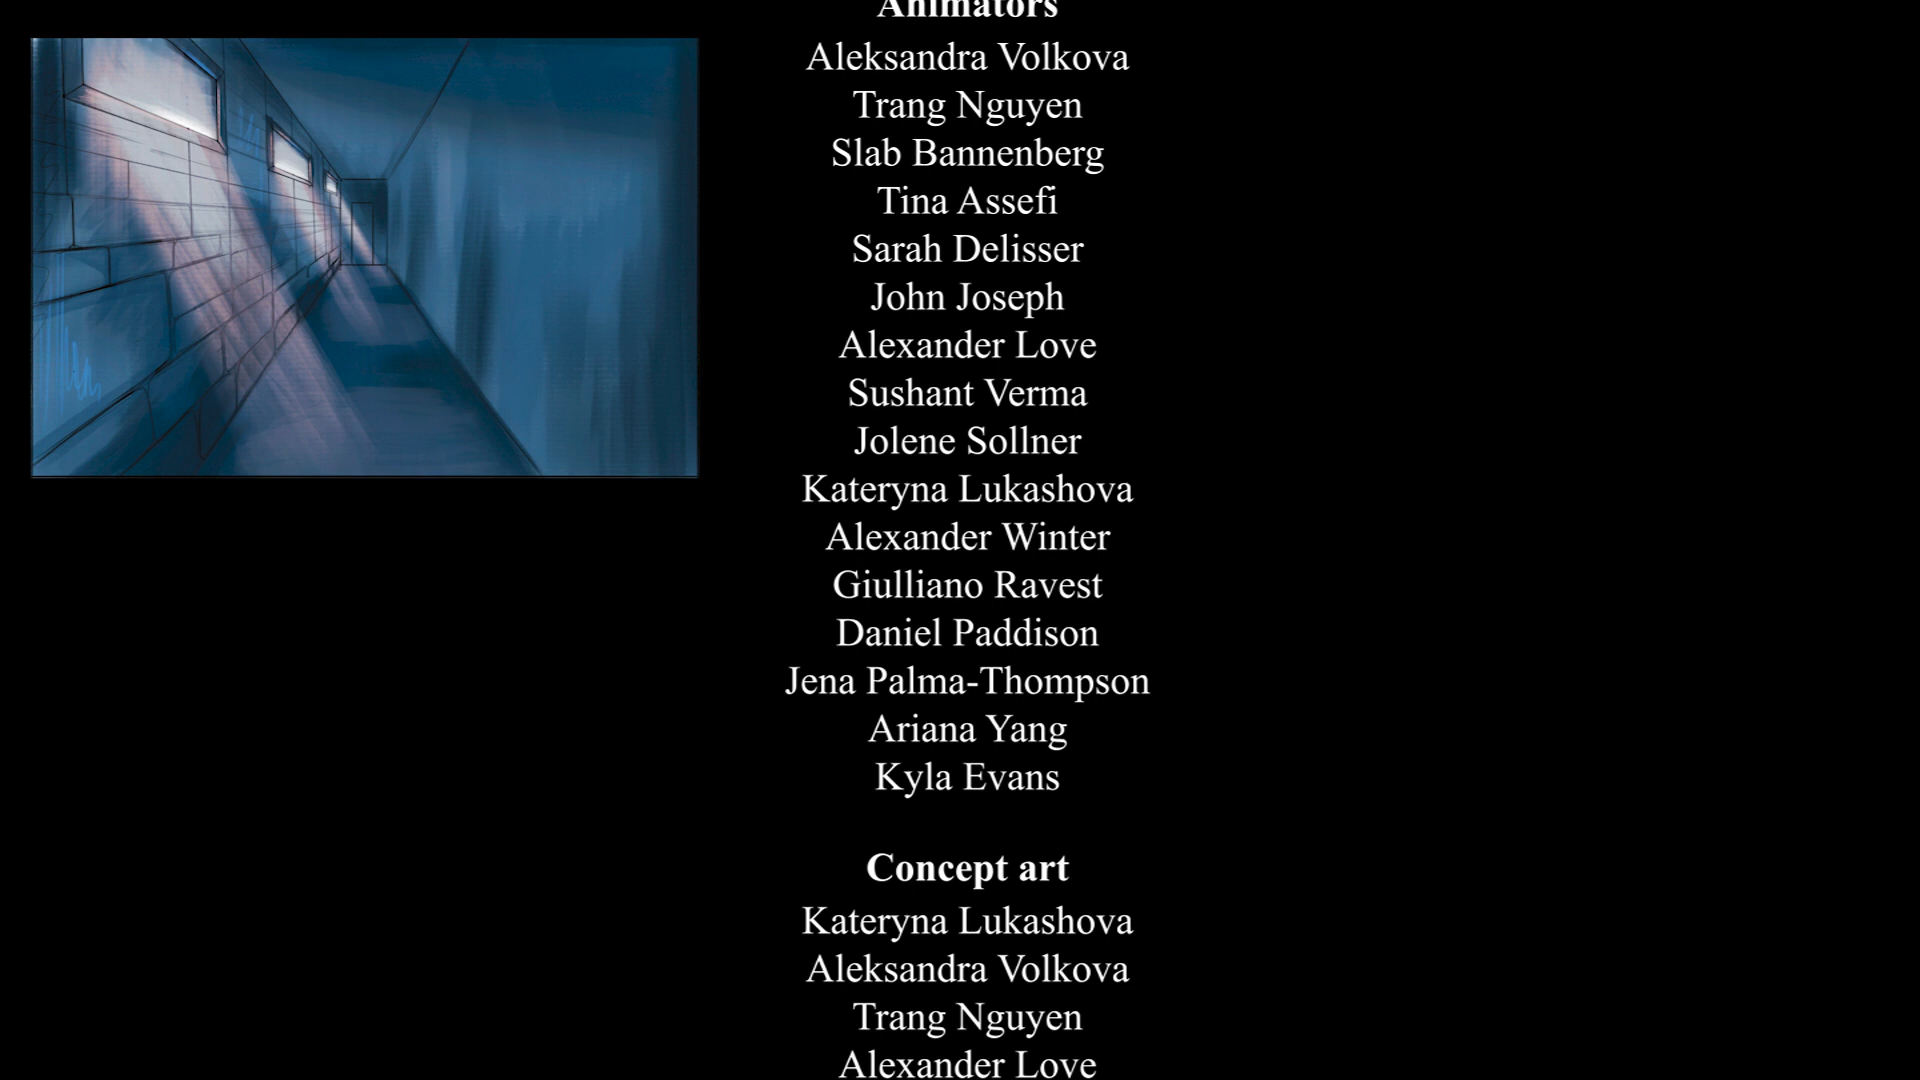 Animators
Aleksandra Volkova
Trang Nguyen
Slab Bannenberg
Tina Assefi
Sarah Delisser
John Joseph
Alexander Love
Sushant Verma
Jolene Sollner
Kateryna Lukashova
Alexander Winter
Giulliano Ravest
Daniel Paddison
Jena Palma-Thompson
Ariana Yang
Kyla Evans
Concept art
Kateryna Lukashova
Aleksandra Volkova
Trang Nguyen
Alexander Love